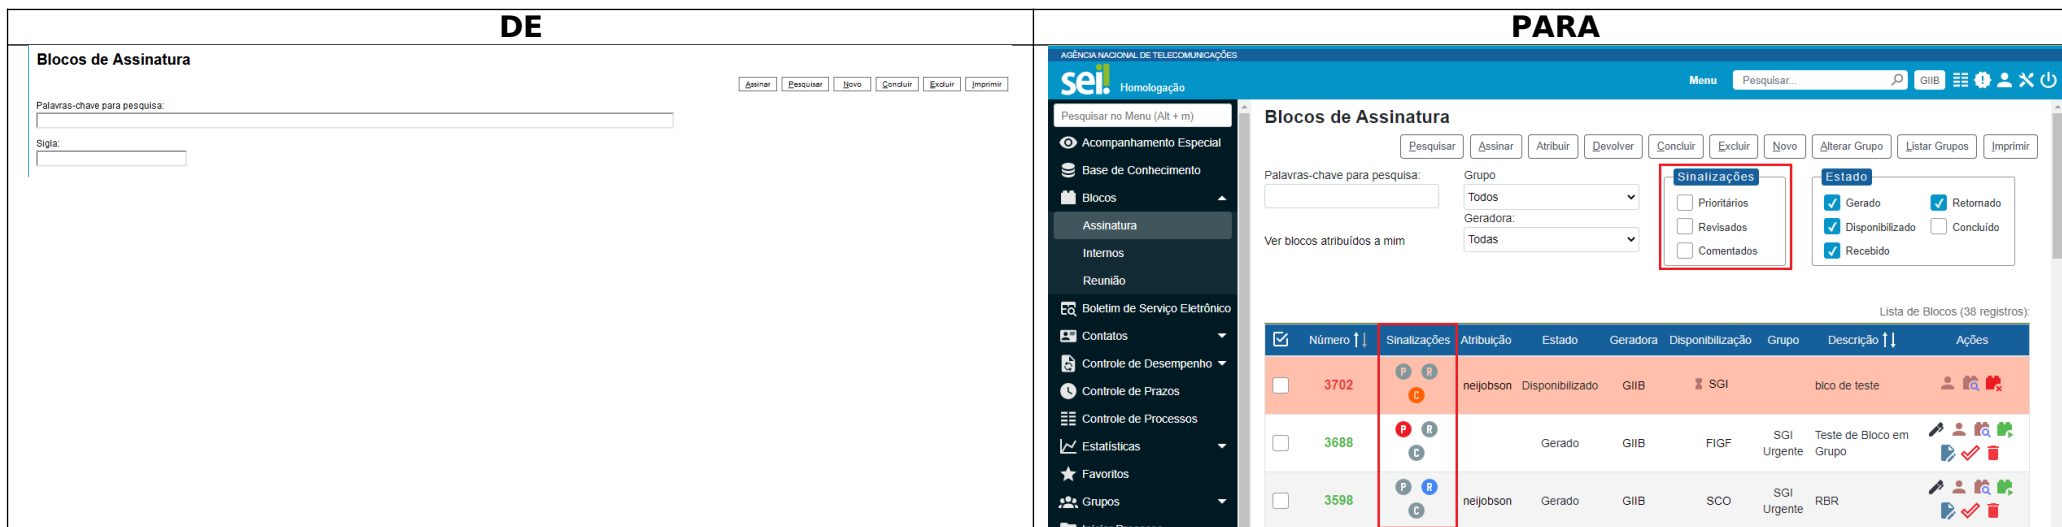 DE
PARA
Blocos de Assinatura
Assinar Pesquisar Novo Concluir Excluir Imprimir
Palavras-chave para pesquisa:
Sigla:
AGÊNCIA NACIONAL DE TELECOMUNICAÇÕES
sei! Homologação
Menu Pesquisar... GIIB
Pesquisar no Menu (Alt + m)
Acompanhamento Especial
Base de Conhecimento
Blocos
Assinatura
Internos
Reunião
Boletim de Serviço Eletrônico
Contatos
Controle de Desempenho
Controle de Prazos
Controle de Processos
Estatísticas
Favoritos
Grupos
Iniciar Processo
Blocos de Assinatura
Pesquisar Assinar Atribuir Devolver Concluir Excluir Novo Alterar Grupo Listar Grupos Imprimir
Palavras-chave para pesquisa:
Grupo
Todos
Geradora:
Todas
Ver blocos atribuídos a mim
Sinalizações
Prioritários
Revisados
Comentados
Estado
Gerado Retornado
Disponibilizado Concluído
Recebido
Lista de Blocos (38 registros):
Número Sinalizações Atribuição Estado Geradora Disponibilização Grupo Descrição Ações
3702 P R C neijobson Disponibilizado GIIB SGI blco de teste
3688 P R C Gerado GIIB FIGF SGI Urgente Teste de Bloco em Grupo
3598 P R C neijobson Gerado GIIB SCO SGI Urgente RBR